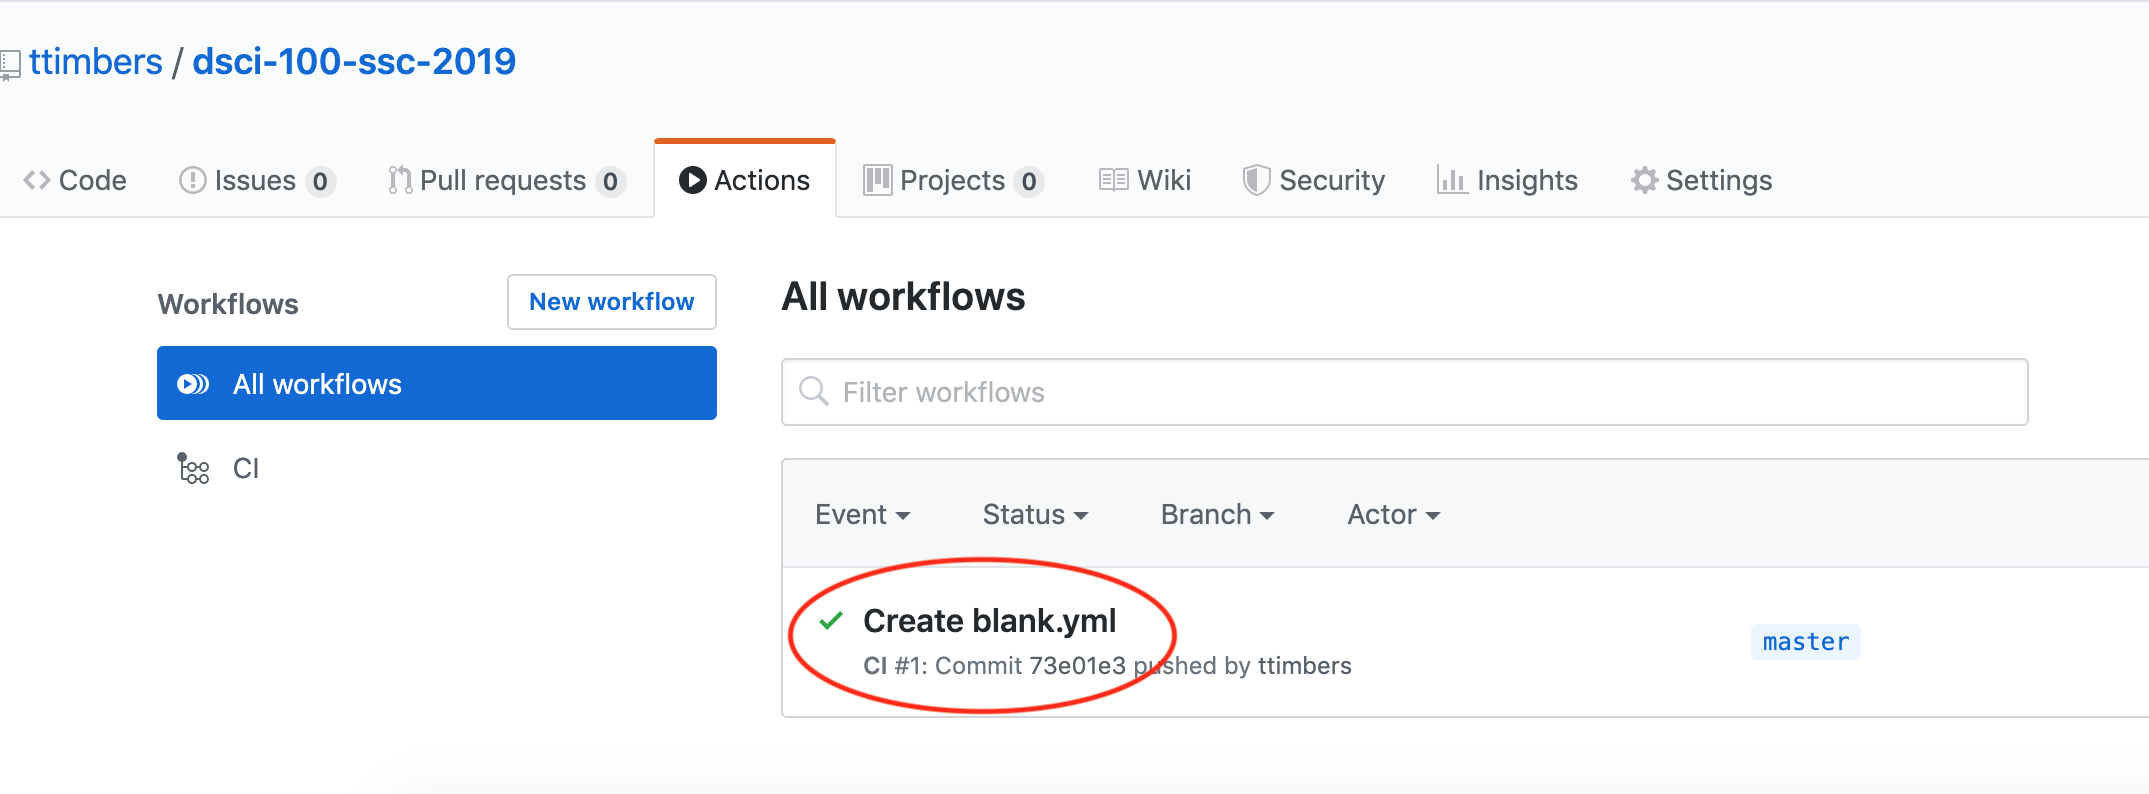 ttimbers / dsci-100-ssc-2019
Code Issues 0 Pull requests 0 Actions Projects 0 Wiki Security Insights Settings
Workflows
New workflow
All workflows
CI
All workflows
Filter workflows
Event Status Branch Actor
Create blank.yml
CI #1: Commit 73e01e3 pushed by ttimbers
master